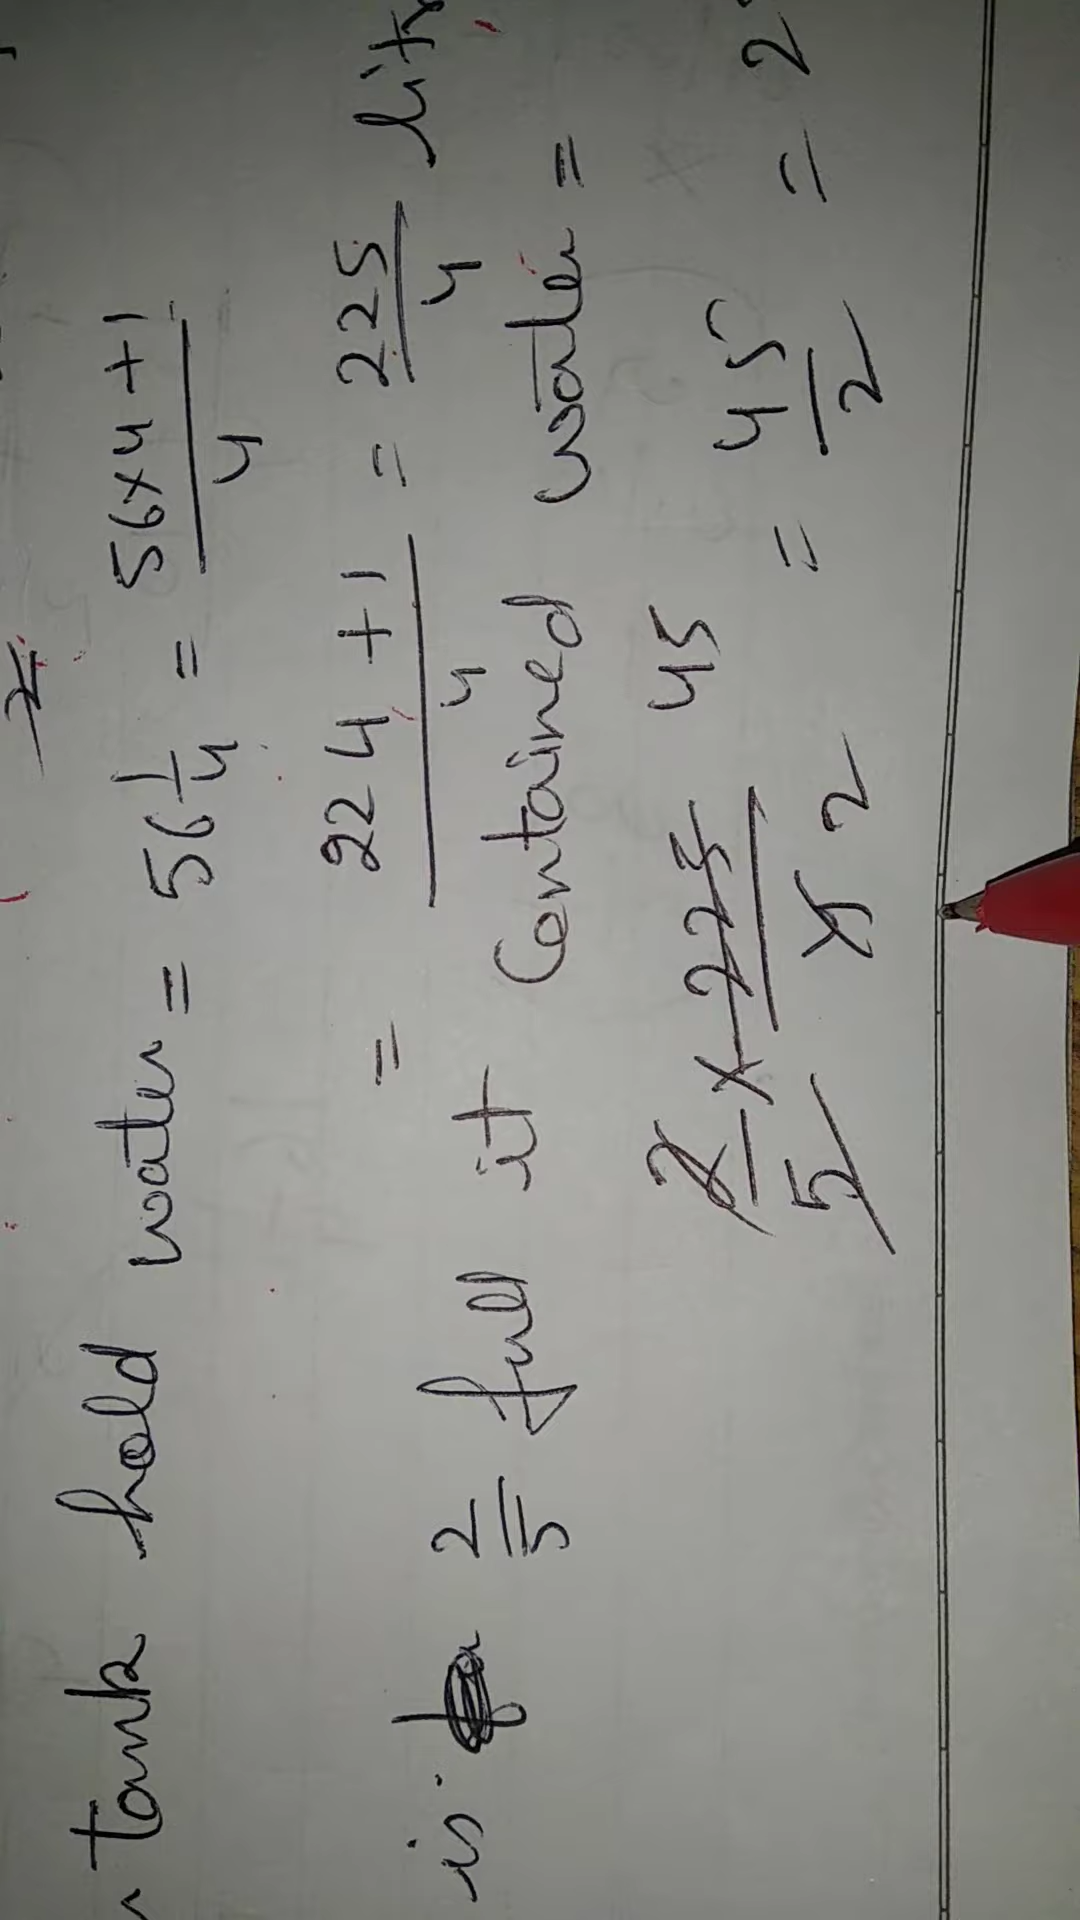 tank hold water = 56 1/4 = 56×4+1/4
= 224+1/4 = 225/4 litr
is 2/5 full it Contained water =
2/5 × 225/4 2 45 = 45/2 = 2